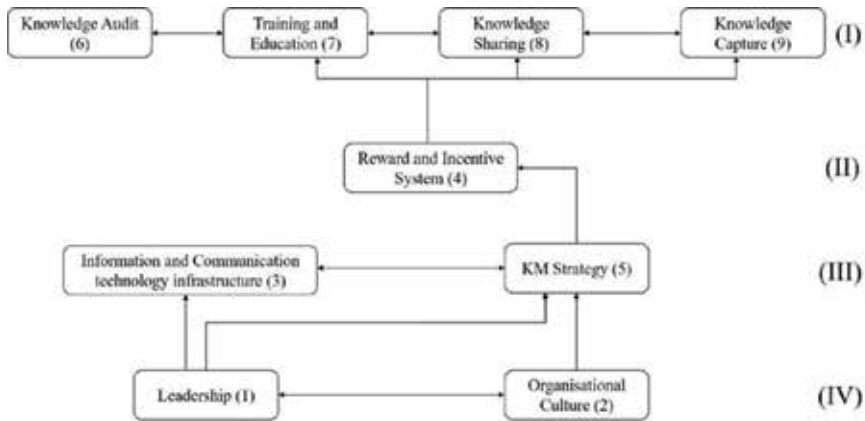 Knowledge Audit
(6)
Training and
Education (7)
Knowledge
Sharing (8)
Knowledge
Capture (9)
(I)
Reward and Incentive
System (4)
(II)
Information and Communication
technology infrastructure (3)
KM Strategy (5)
(III)
Leadership (1)
Organisational
Culture (2)
(IV)